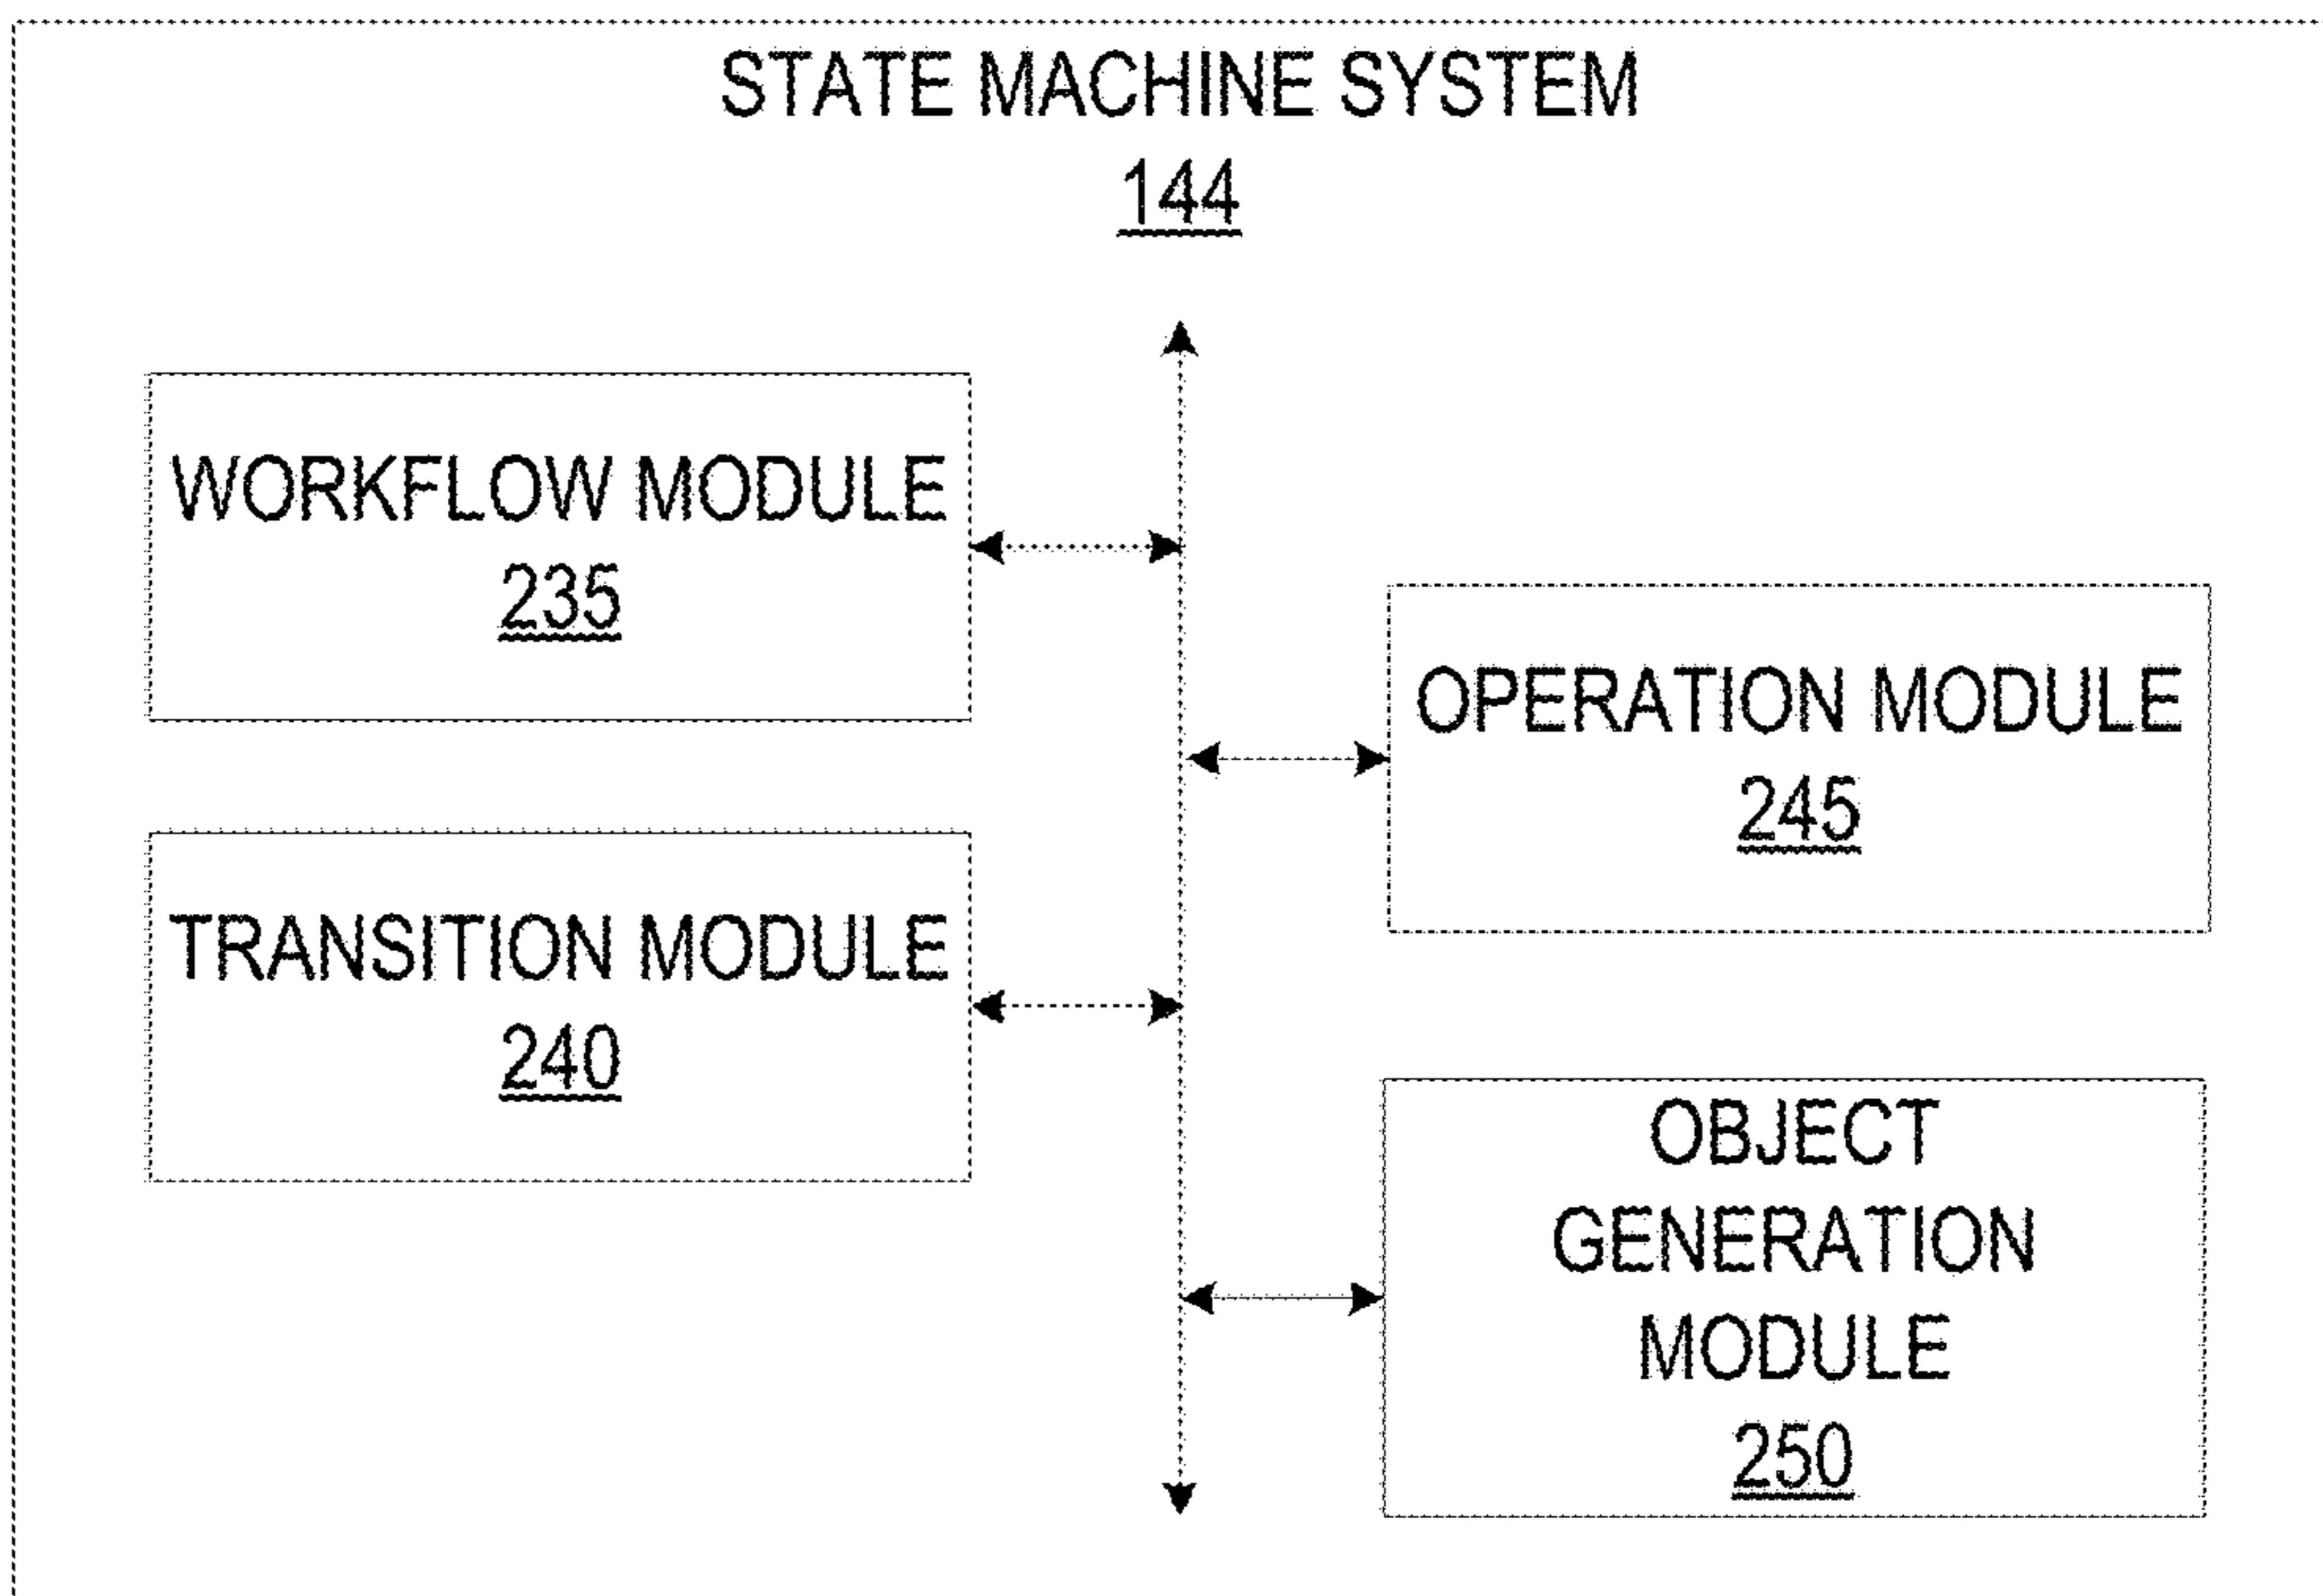 STATE MACHINE SYSTEM
144
WORKFLOW MODULE
235
OPERATION MODULE
245
TRANSITION MODULE
240
OBJECT
GENERATION
MODULE
250